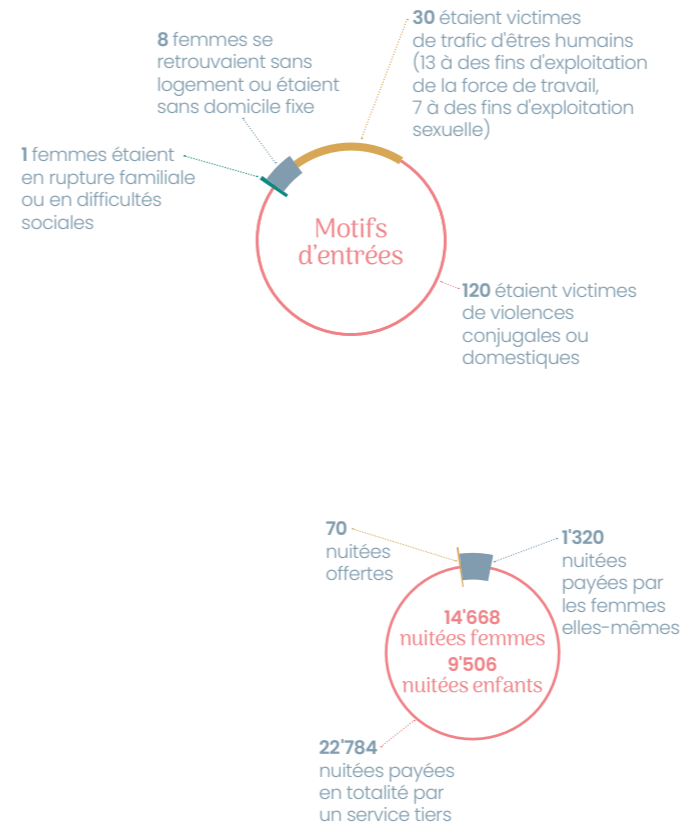 30 étaient victimes
de trafic d'êtres humains
(13 à des fins d'exploitation
de la force de travail,
7 à des fins d'exploitation
sexuelle)
8 femmes se
retrouvaient sans
logement ou étaient
sans domicile fixe
1 femmes étaient
en rupture familiale
ou en difficultés
sociales
Motifs
d'entrées
120 étaient victimes
de violences
conjugales ou
domestiques
70
nuitées
offertes
1'320
nuitées
payées par
les femmes
elles-mêmes
14'668
nuitées femmes
9'506
nuitées enfants
22'784
nuitées payées
en totalité par
un service tiers